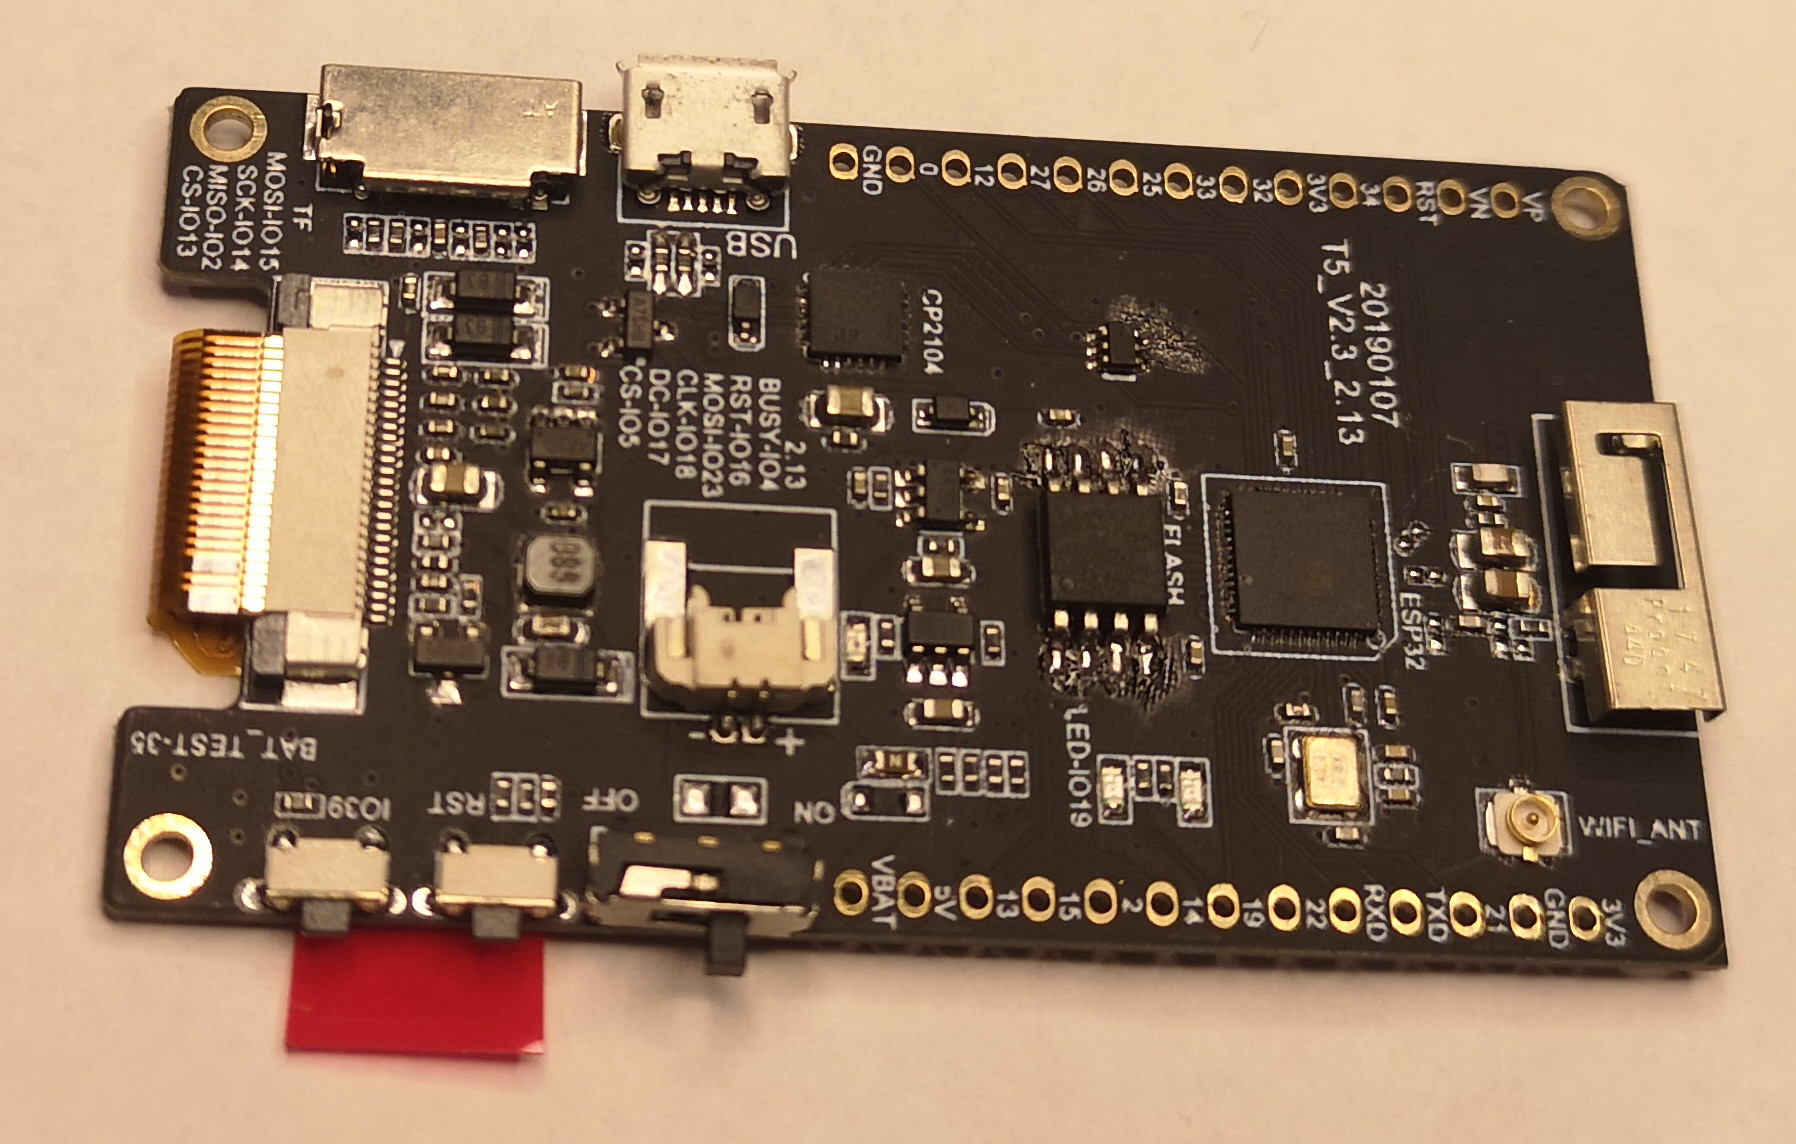 MOSI-IO15
SCK-IO14
MISO-IO2
CS-IO13
TF
USB
GND
0
12
27
26
25
33
32
3V3
34
RST
VN
VP
T5_V2.3_2.13
20190107
CP2104
2.13
BUSY-IO4
RST-IO16
MOSI-IO23
CLK-IO18
DC-IO17
CS-IO5
FLASH
ESP32
BAT_TEST-35
- +
IO39
RST
OFF
ON
LED-IO19
WIFI_ANT
VBAT
5V
13
15
2
14
19
22
RXD
TXD
21
GND
3V3